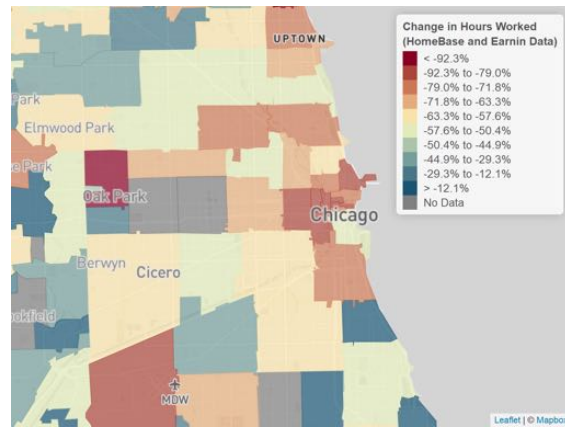 UPTOWN
Park
Elmwood Park
Park
Oak Park
Chicago
Berwyn
Cicero
okfield
MDW
Change in Hours Worked
(HomeBase and Earnin Data)
< -92.3%
-92.3% to -79.0%
-79.0% to -71.8%
-71.8% to -63.3%
-63.3% to -57.6%
-57.6% to -50.4%
-50.4% to -44.9%
-44.9% to -29.3%
-29.3% to -12.1%
> -12.1%
No Data
Leaflet | © Mapbox